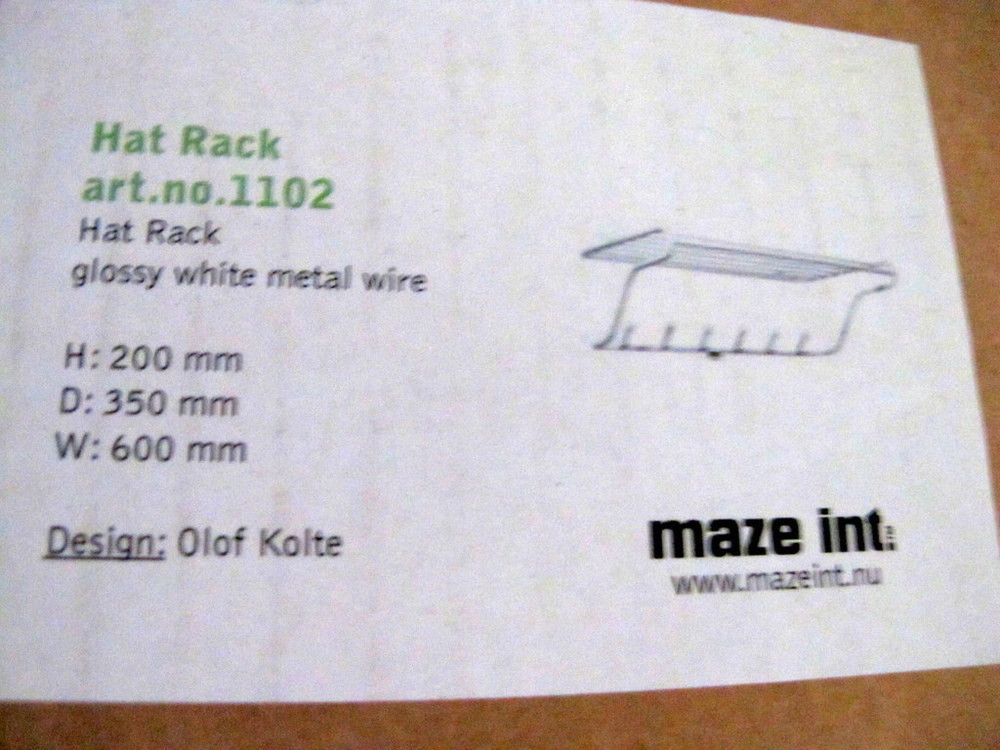 Hat Rack
art.no.1102
Hat Rack
glossy white metal wire
H: 200 mm
D: 350 mm
W: 600 mm
Design: Olof Kolte
maze int.
www.mazeint.nu